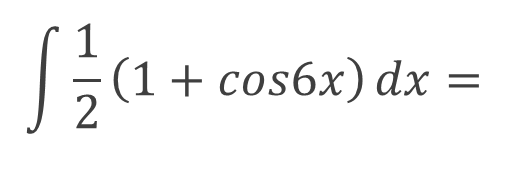 ∫ 1/2 (1 + cos6x) dx =